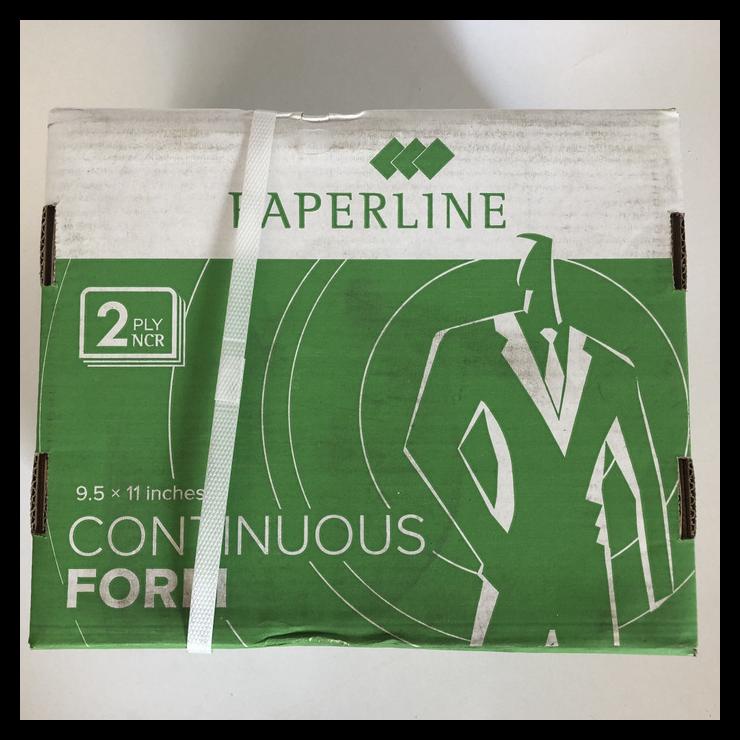 PAPERLINE
2 PLY
NCR
9.5 × 11 inches
CONTINUOUS
FORM